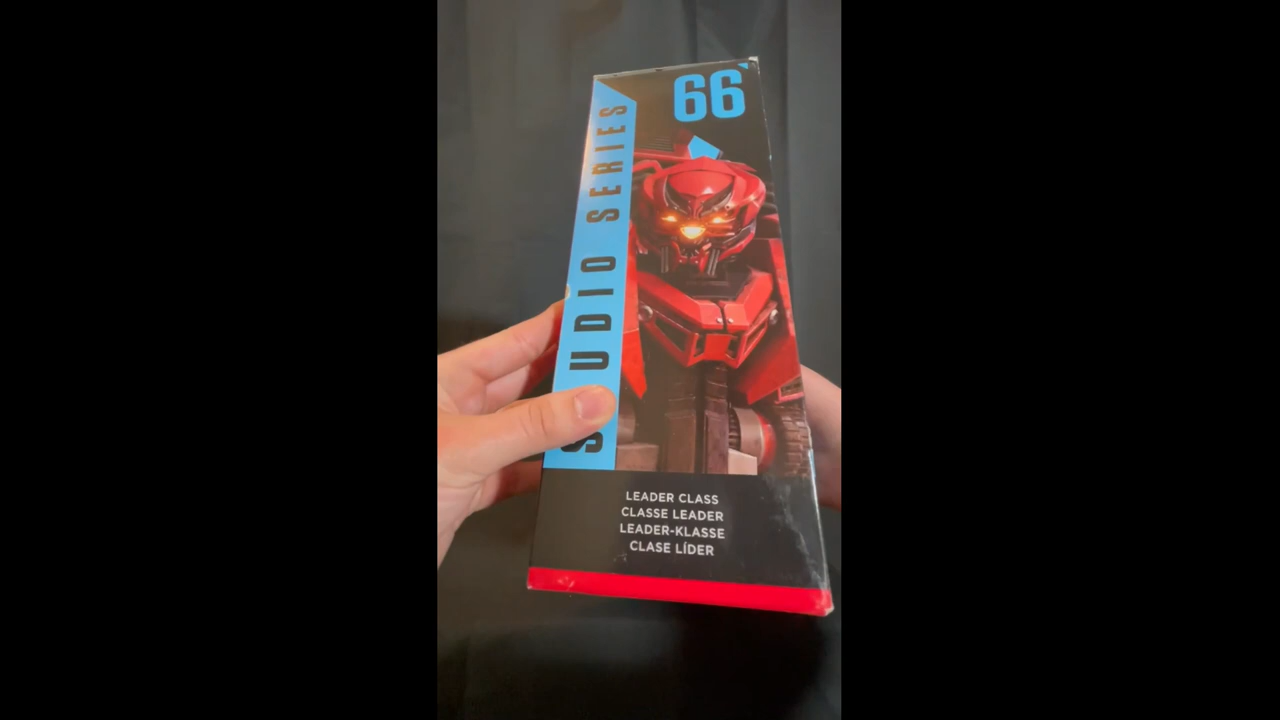 66
STUDIO SERIES
LEADER CLASS
CLASSE LEADER
LEADER-KLASSE
CLASE LÍDER